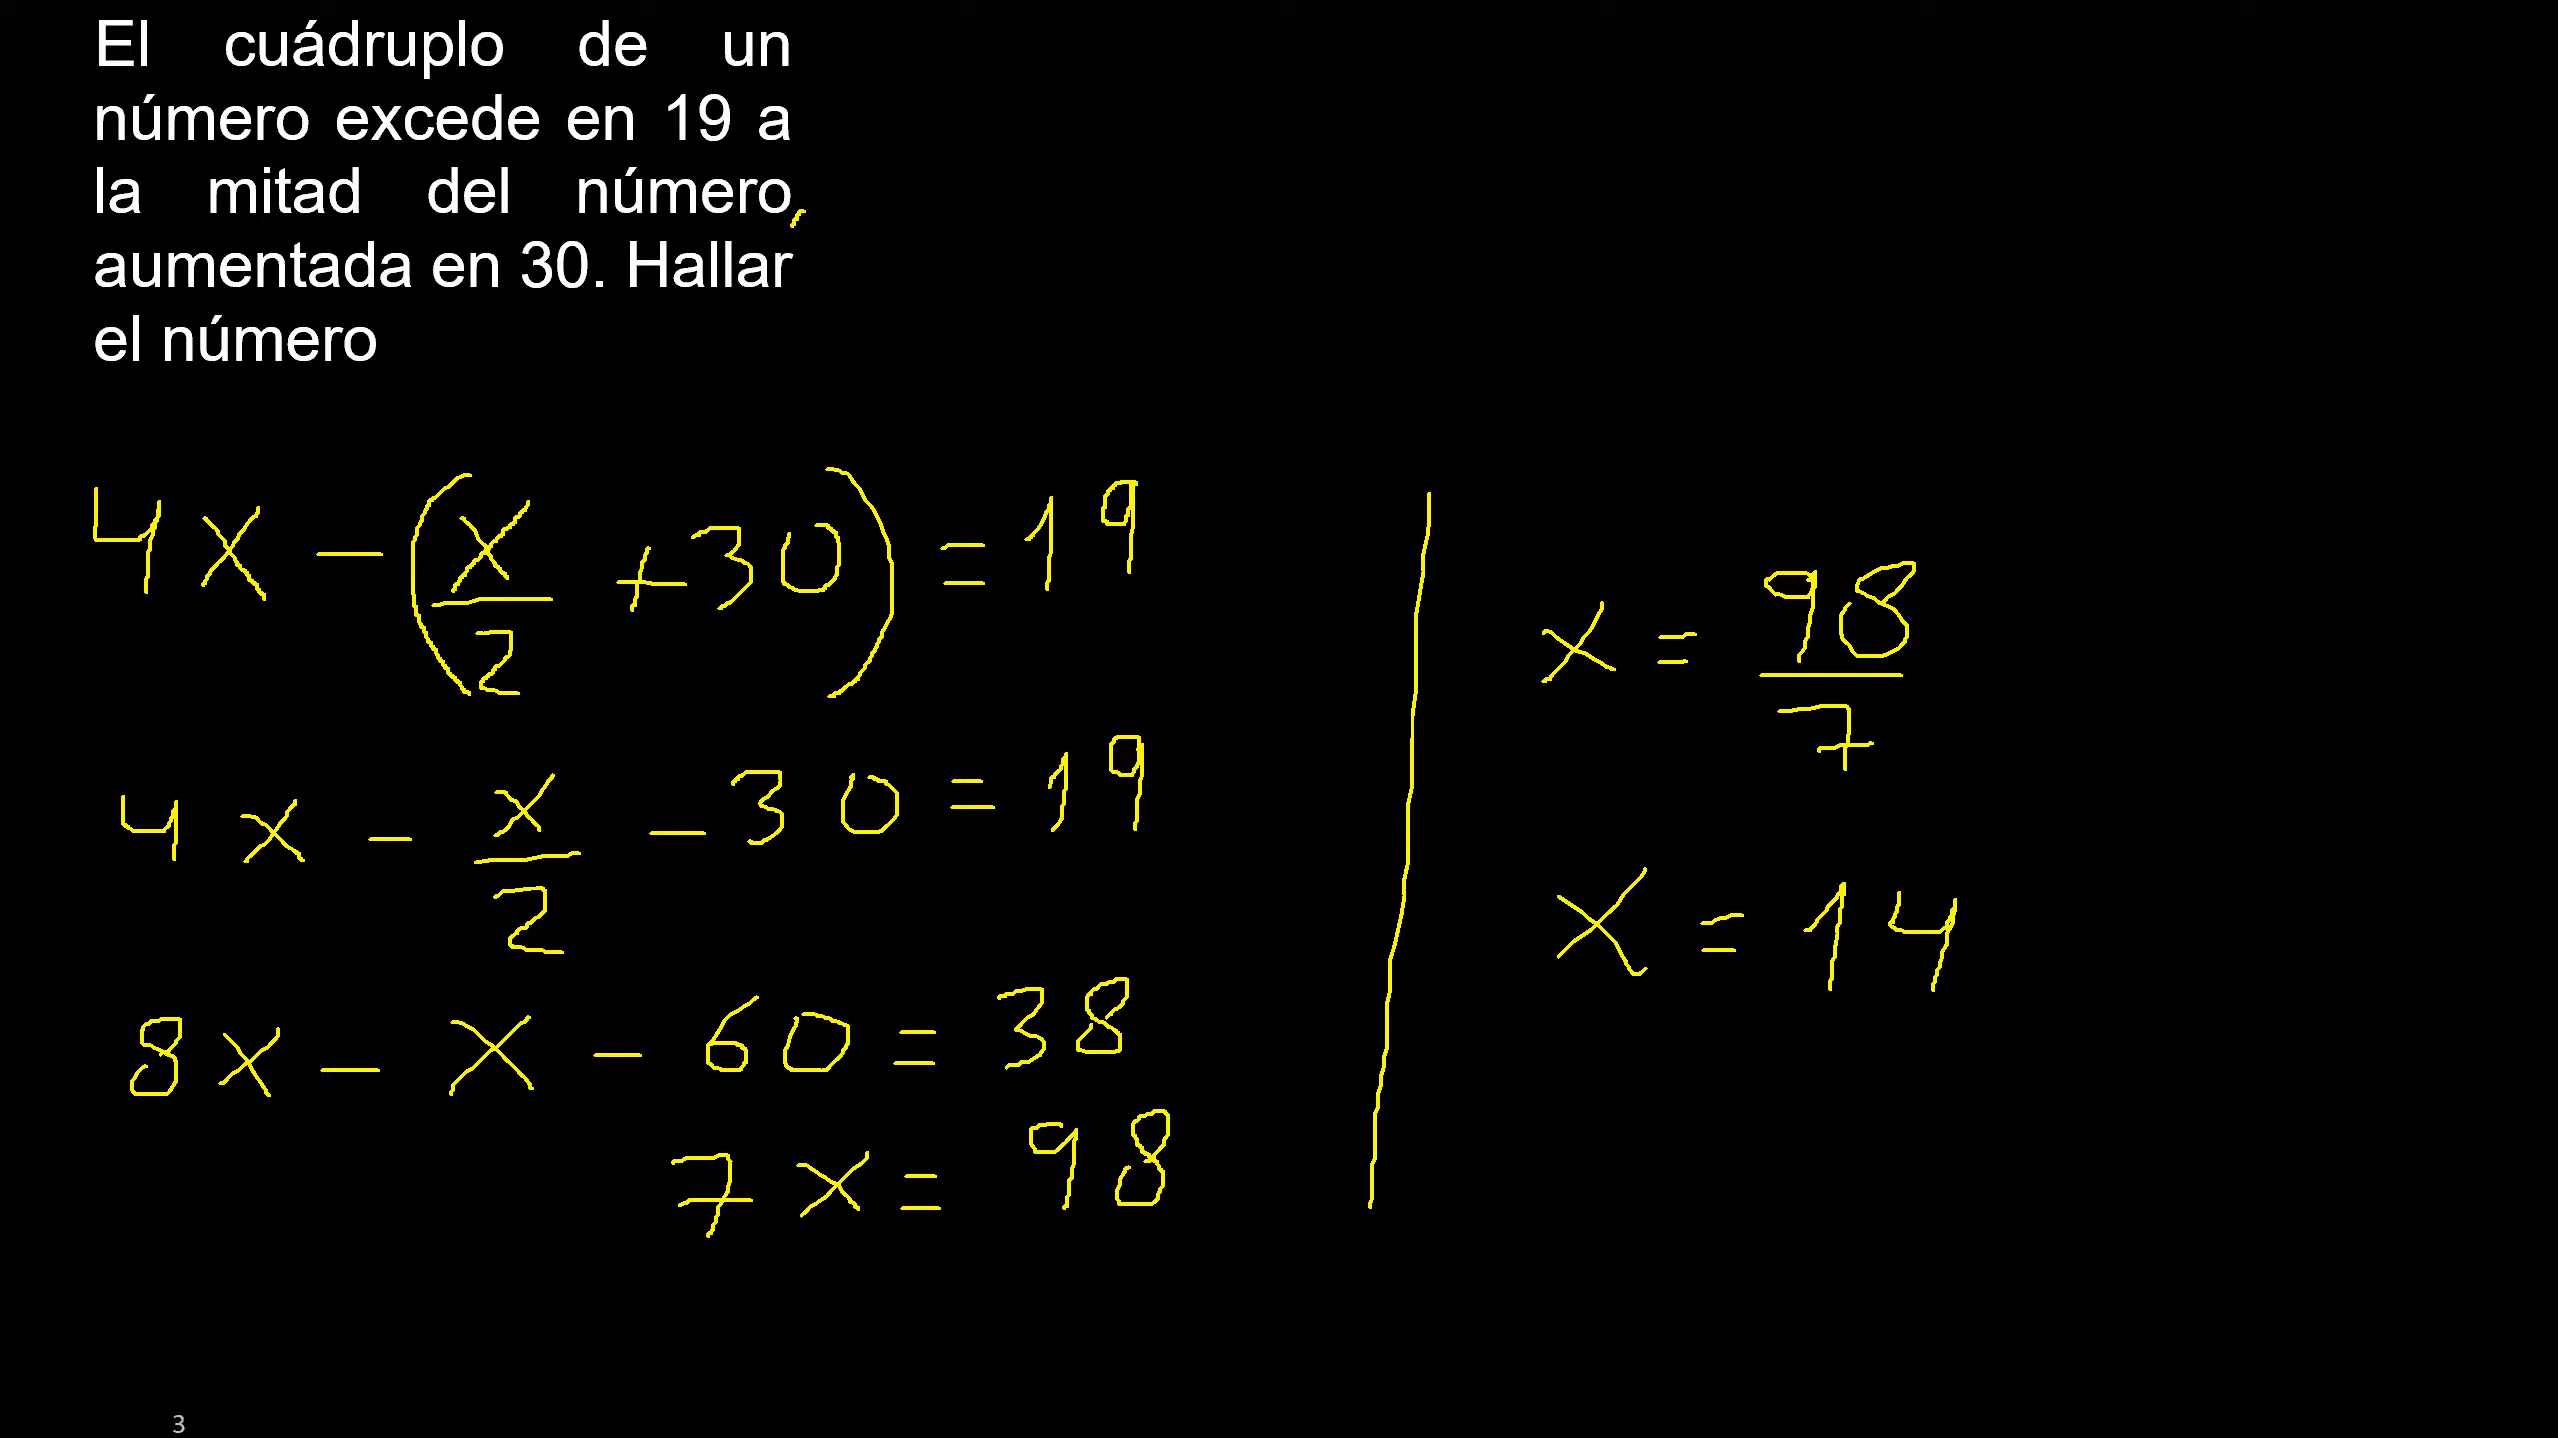 El cuádruplo de un
número excede en 19 a
la mitad del número,
aumentada en 30. Hallar
el número
4x - (x/2 + 30) = 19
4x - x/2 - 30 = 19
8x - x - 60 = 38
7x = 98
x = 98/7
x = 14
3